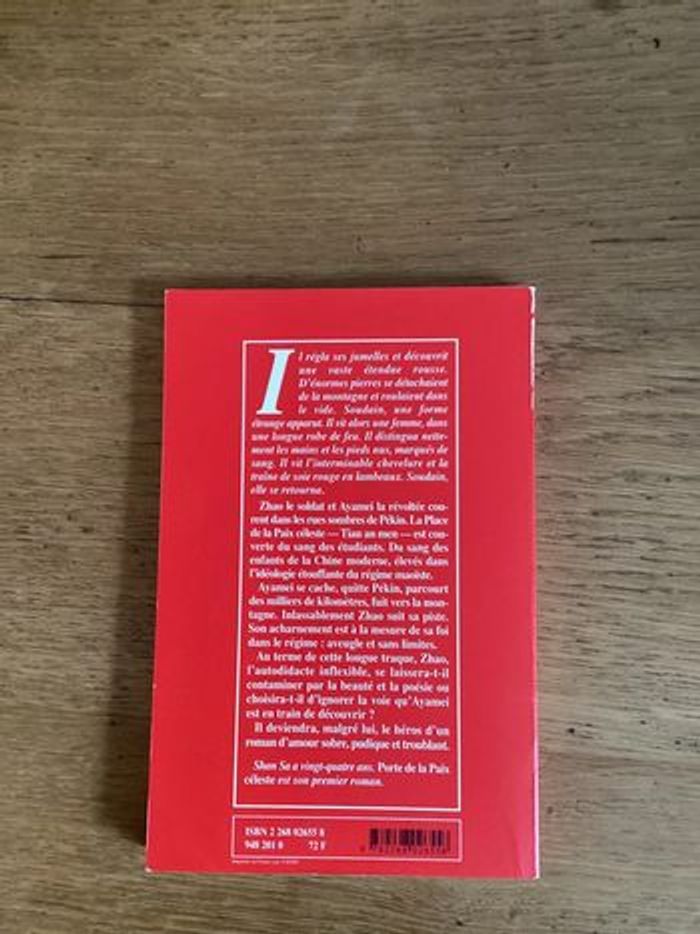 Il régla ses jumelles et découvrit
une vaste étendue rousse.
D'énormes pierres se détachaient
de la montagne et roulaient dans
le vide. Soudain, une forme
étrange apparut. Il vit alors une femme, dans
une longue robe de feu. Il distingua nette-
ment les mains et les pieds nus, marqués de
sang. Il vit l'interminable chevelure et la
traîne de soie rouge en lambeaux. Soudain,
elle se retourna.
Zhao le soldat et Ayamei la révoltée cou-
rent dans les rues sombres de Pékin. La Place
de la Paix céleste — Tian an men — est cou-
verte du sang des étudiants. Du sang des
enfants de la Chine moderne, élevés dans
l'idéologie étouffante du régime maoïste.
Ayamei se cache, quitte Pékin, parcourt
des milliers de kilomètres, fuit vers la mon-
tagne. Inlassablement Zhao suit sa piste.
Son acharnement est à la mesure de sa foi
dans le régime : aveugle et sans limites.
Au terme de cette longue traque, Zhao,
l'autodidacte inflexible, se laissera-t-il
contaminer par la beauté et la poésie ou
choisira-t-il d'ignorer la voie qu'Ayamei
est en train de découvrir ?
Il deviendra, malgré lui, le héros d'un
roman d'amour sobre, pudique et troublant.
Shan Sa a vingt-quatre ans. Porte de la Paix
céleste est son premier roman.
ISBN 2 268 02655 8
948 201 0 72 F